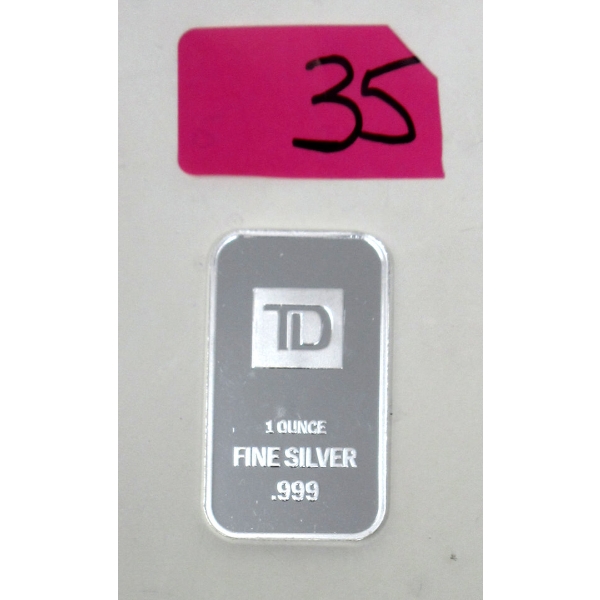 35
TD
1 OUNCE
FINE SILVER
.999